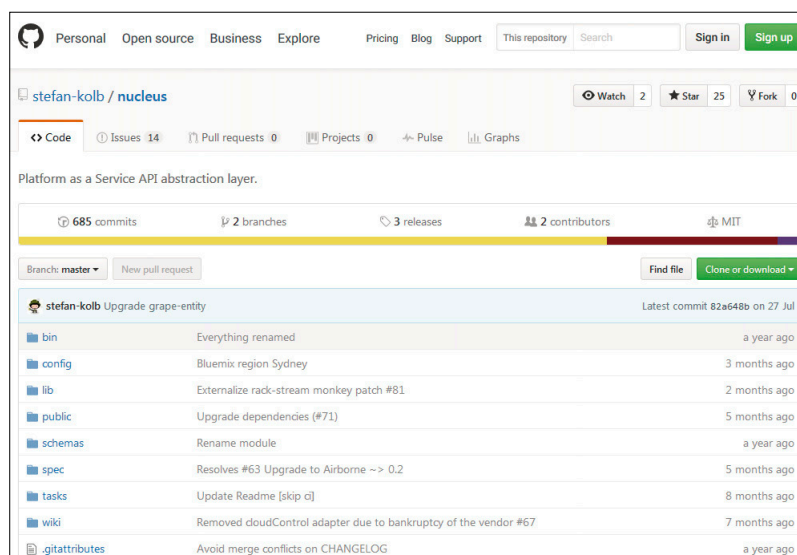 Personal Open source Business Explore Pricing Blog Support This repository Search Sign in Sign up
stefan-kolb / nucleus Watch 2 Star 25 Fork 0
Code Issues 14 Pull requests 0 Projects 0 Pulse Graphs
Platform as a Service API abstraction layer.
685 commits 2 branches 3 releases 2 contributors MIT
Branch: master New pull request Find file Clone or download
stefan-kolb Upgrade grape-entity Latest commit 82a648b on 27 Jul
bin Everything renamed a year ago
config Bluemix region Sydney 3 months ago
lib Externalize rack-stream monkey patch #81 2 months ago
public Upgrade dependencies (#71) 5 months ago
schemas Rename module a year ago
spec Resolves #63 Upgrade to Airborne ~> 0.2 5 months ago
tasks Update Readme [skip ci] 8 months ago
wiki Removed cloudControl adapter due to bankruptcy of the vendor #67 7 months ago
.gitattributes Avoid merge conflicts on CHANGELOG a year ago